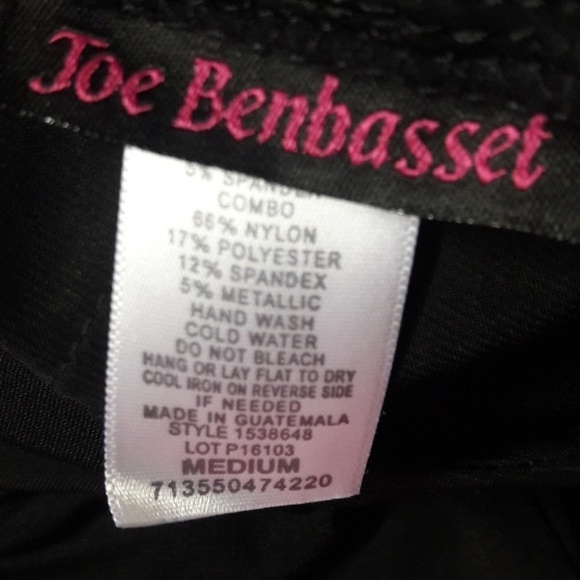 Joe Benbasset
5% SPANDEX
COMBO
66% NYLON
17% POLYESTER
12% SPANDEX
5% METALLIC
HAND WASH
COLD WATER
DO NOT BLEACH
HANG OR LAY FLAT TO DRY
COOL IRON ON REVERSE SIDE
IF NEEDED
MADE IN GUATEMALA
STYLE 1538648
LOT P16103
MEDIUM
713550474220